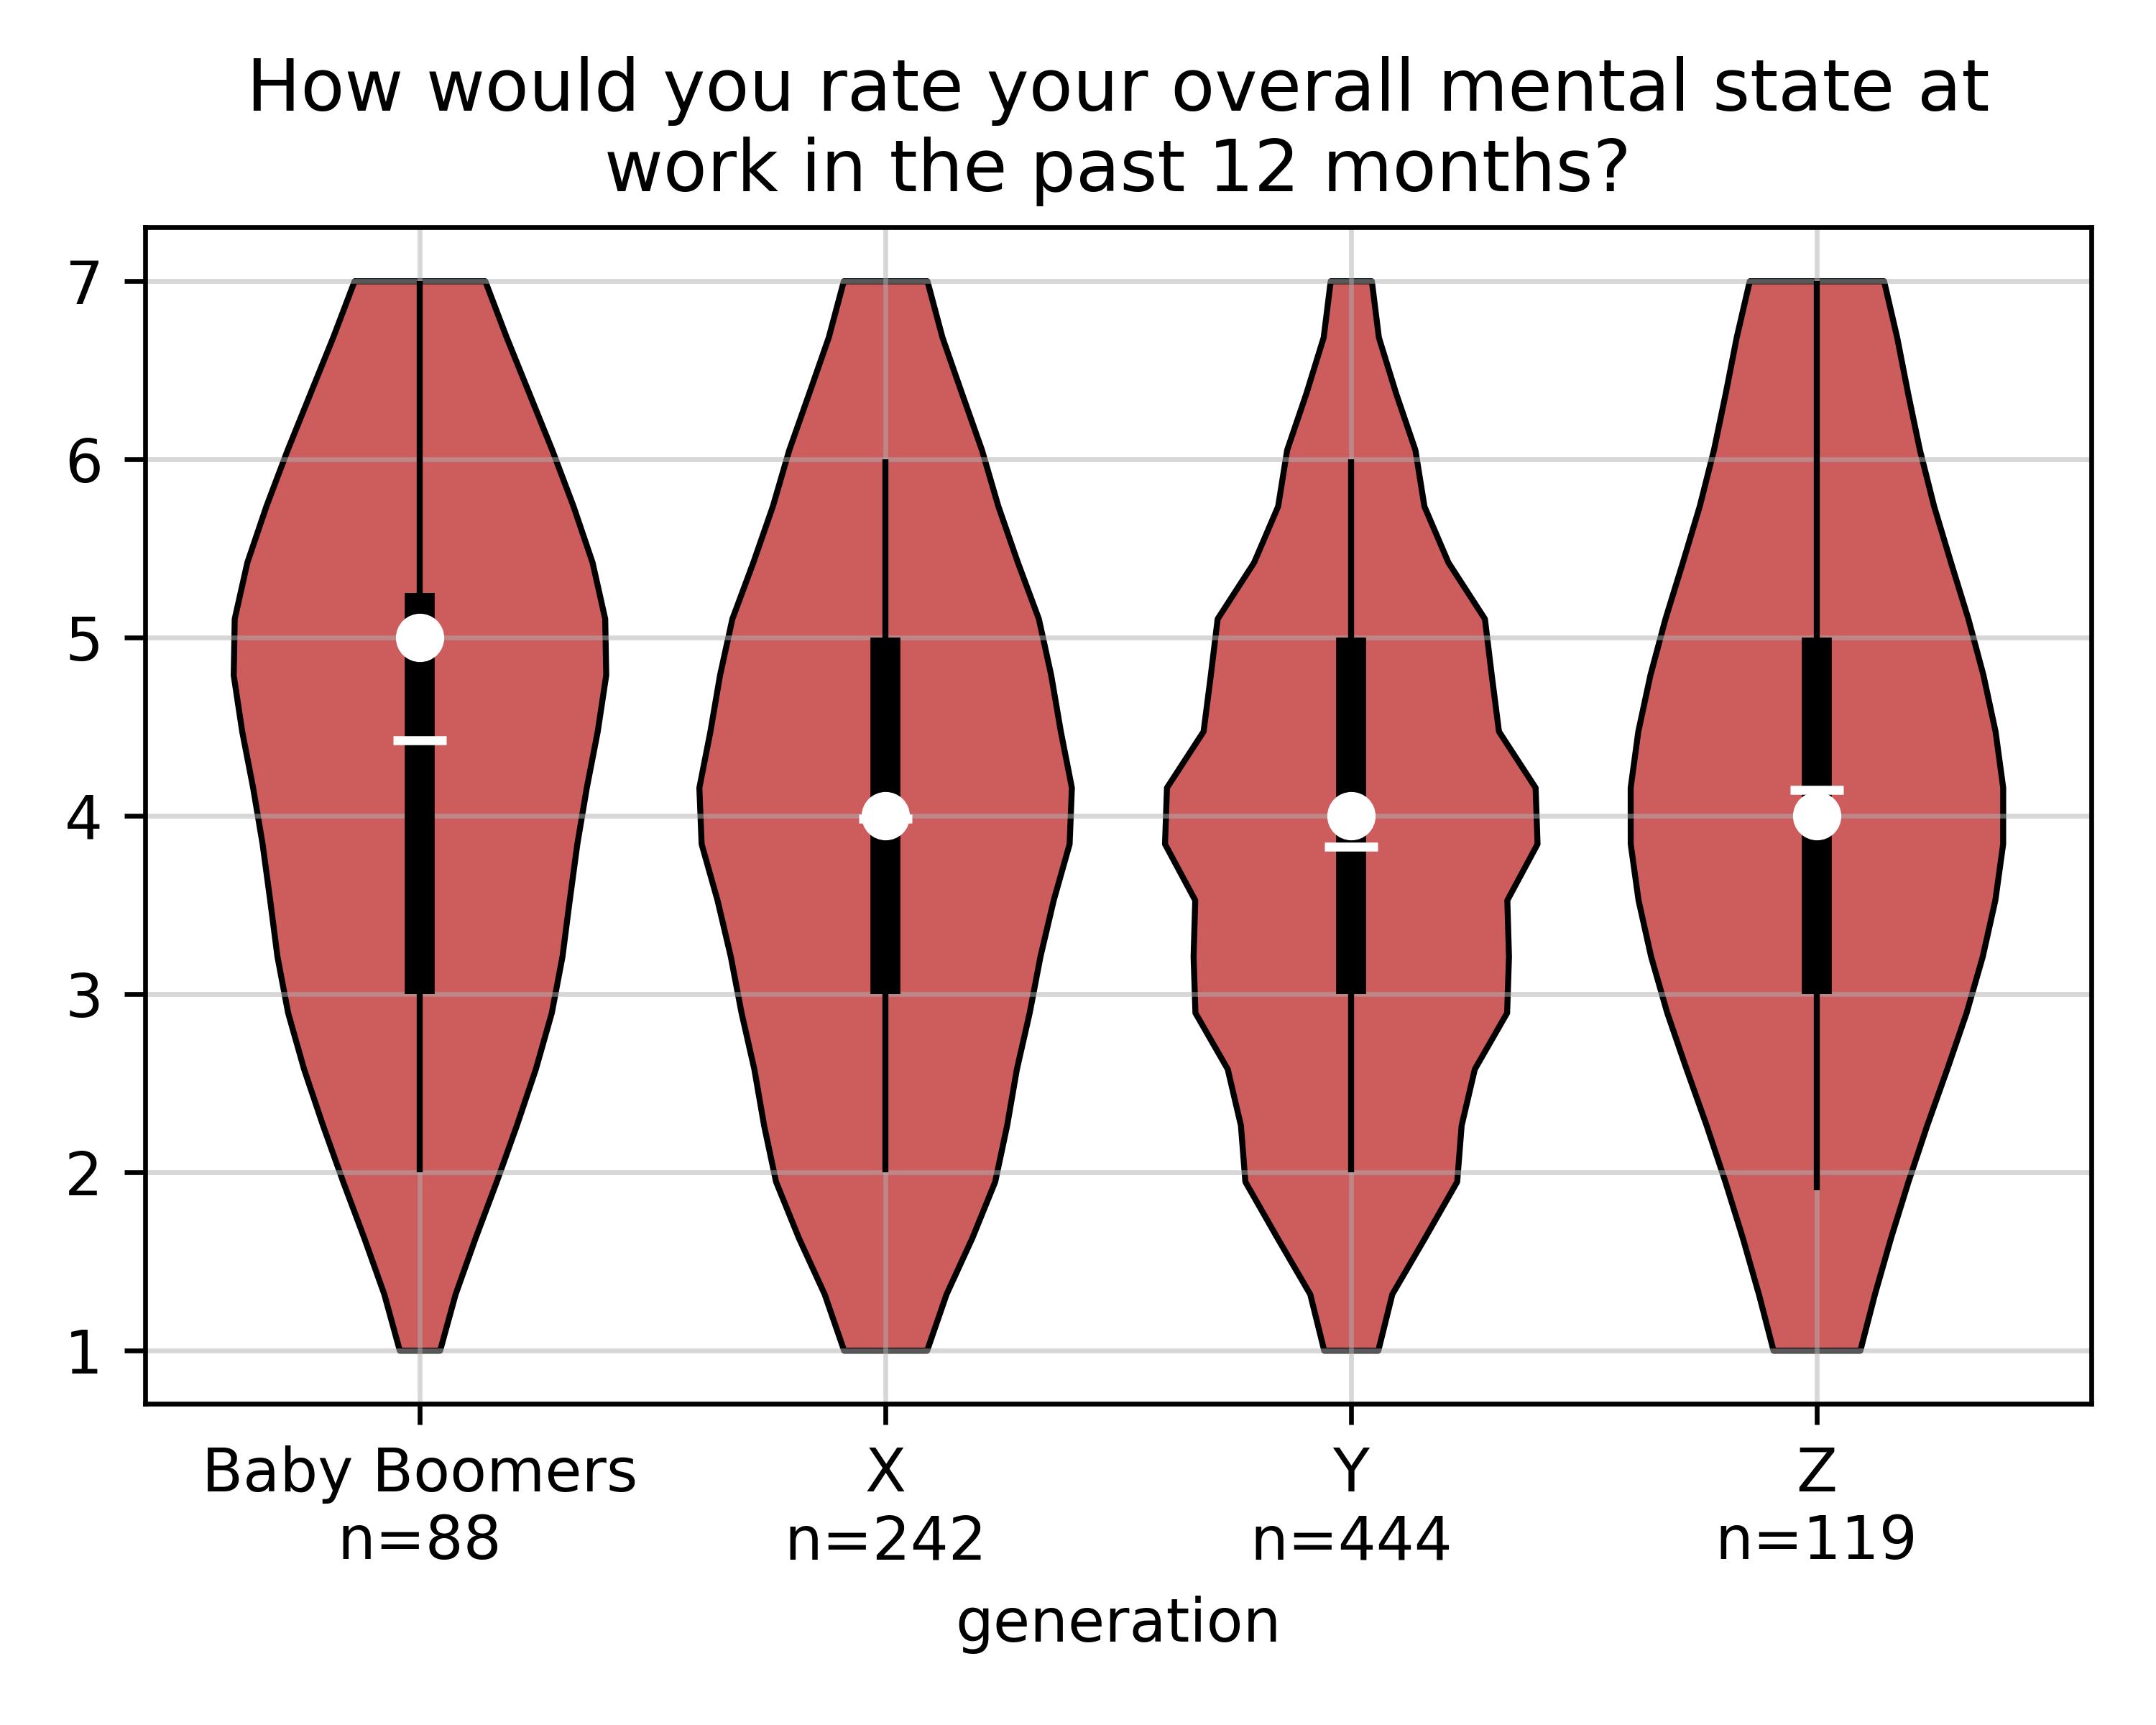 How would you rate your overall mental state at
work in the past 12 months?
7
6
5
4
3
2
1
Baby Boomers
n=88
X
n=242
Y
n=444
Z
n=119
generation